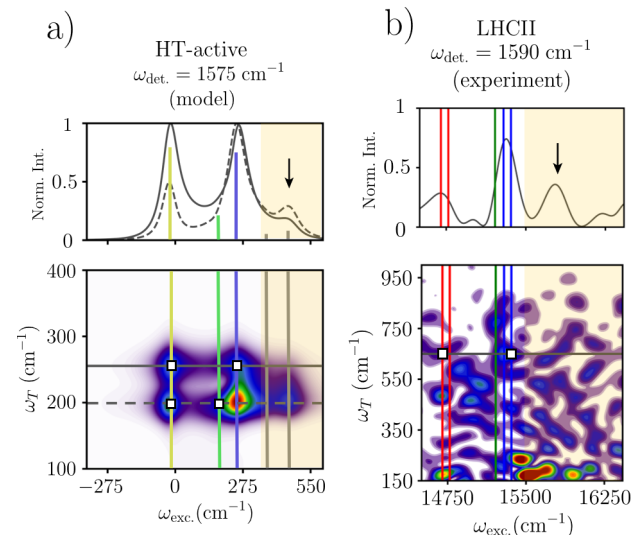 a)
HT-active
ω_det. = 1575 cm⁻¹
(model)
Norm. Int.
1
0.5
0
ω_T (cm⁻¹)
400
300
200
100
−275 0 275 550
ω_exc.(cm⁻¹)
b)
LHCII
ω_det. = 1590 cm⁻¹
(experiment)
Norm. Int.
1
0.5
0
ω_T (cm⁻¹)
950
750
550
350
150
14750 15500 16250
ω_exc.(cm⁻¹)